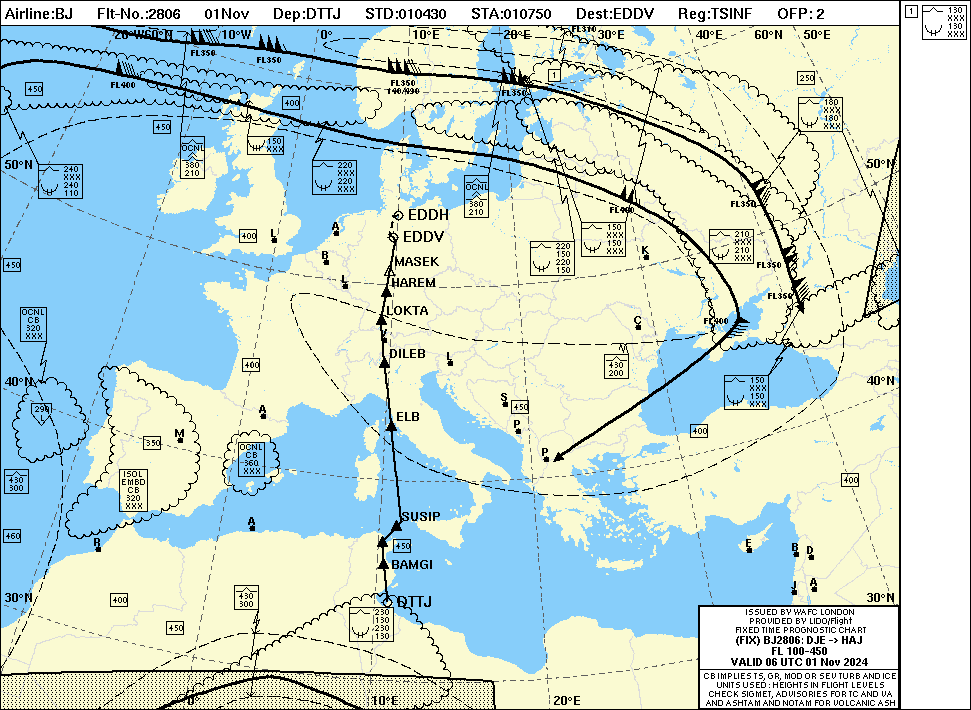 Airline:BJ Flt-No.:2806 01Nov Dep:DTTJ STD:010430 STA:010750 Dest:EDDV Reg:TSINF OFP: 2
1
130
XXX
130
XXX
20°W 60°N 10°W 0° 10°E 20°E 30°E 40°E 60°N 50°E
FL310
FL350
FL350
FL350
FL350
FL400
1
250
450
400
450
150
XXX
180
XXX
180
XXX
OCNL
380
210
50°N
50°N
240
XXX
240
110
220
XXX
220
XXX
OCNL
380
210
FL400
FL350
EDDH
EDDV
400
L
A
B
L
K
150
XXX
150
XXX
210
XXX
210
XXX
220
150
220
150
450
MASEK
HAREM
FL350
FL350
OCNL
CB
320
XXX
LOKTA
C
FL400
DILEB
L
430
200
400
40°N
40°N
150
XXX
150
XXX
290
L
A
ELB
S
450
P
400
350
M
OCNL
CB
360
XXX
P
430
300
ISOL
EMBD
CB
320
XXX
400
460
R
A
SUSIP
450
E
B
D
BAMGI
J
A
30°N
30°N
400
430
300
DTTJ
450
230
130
230
130
0°
10°E
20°E
ISSUED BY WAFC LONDON
PROVIDED BY LIDO/Flight
FIXED TIME PROGNOSTIC CHART
(FIX) BJ2806: DJE -> HAJ
FL 100-450
VALID 06 UTC 01 Nov 2024
CB IMPLIES TS, GR, MOD OR SEV TURB AND ICE
UNITS USED : HEIGHTS IN FLIGHT LEVELS
CHECK SIGMET, ADVISORIES FOR TC AND VA
AND ASHTAM AND NOTAM FOR VOLCANIC ASH